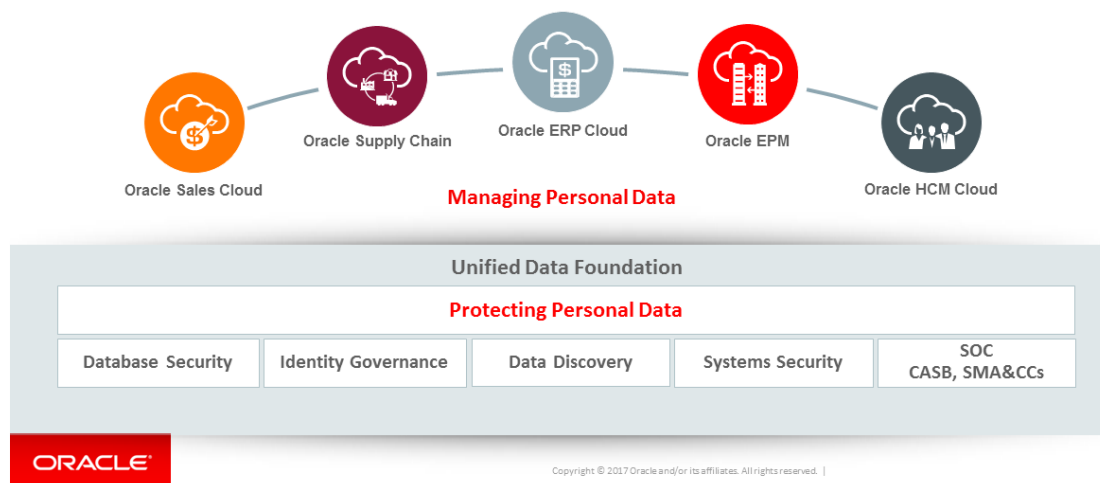 Oracle Sales Cloud
Oracle Supply Chain
Oracle ERP Cloud
Oracle EPM
Oracle HCM Cloud
Managing Personal Data
Unified Data Foundation
Protecting Personal Data
Database Security
Identity Governance
Data Discovery
Systems Security
SOC
CASB, SMA&CCs
ORACLE®
Copyright © 2017 Oracle and/or its affiliates. All rights reserved. |